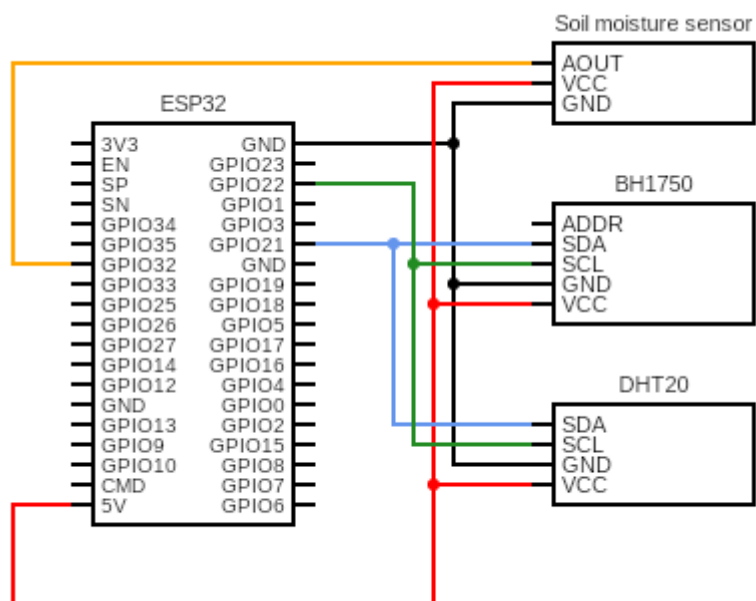 Soil moisture sensor
AOUT
VCC
GND
ESP32
3V3 GND
EN GPIO23
SP GPIO22
SN GPIO1
GPIO34 GPIO3
GPIO35 GPIO21
GPIO32 GND
GPIO33 GPIO19
GPIO25 GPIO18
GPIO26 GPIO5
GPIO27 GPIO17
GPIO14 GPIO16
GPIO12 GPIO4
GND GPIO0
GPIO13 GPIO2
GPIO9 GPIO15
GPIO10 GPIO8
CMD GPIO7
5V GPIO6
BH1750
ADDR
SDA
SCL
GND
VCC
DHT20
SDA
SCL
GND
VCC